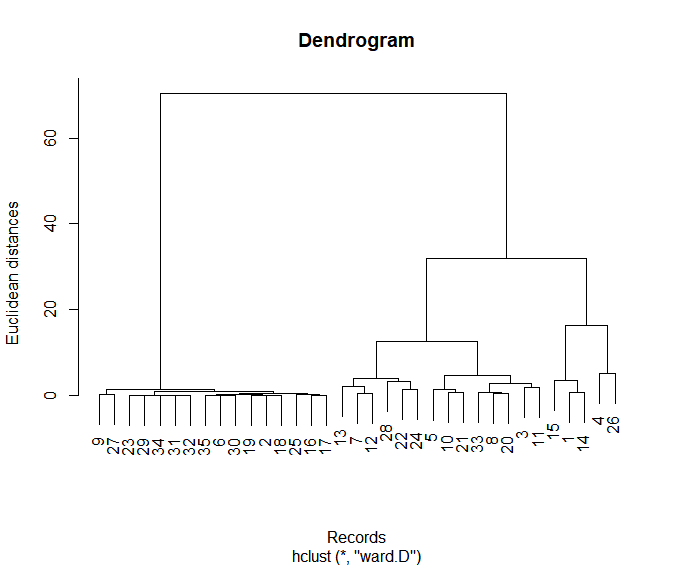 Dendrogram
Euclidean distances
60
40
20
0
9 27 23 29 34 31 32 35 6 30 19 2 18 25 16 17 13 7 12 28 22 24 5 10 21 33 8 20 3 11 15 1 14 4 26
Records
hclust (*, "ward.D")